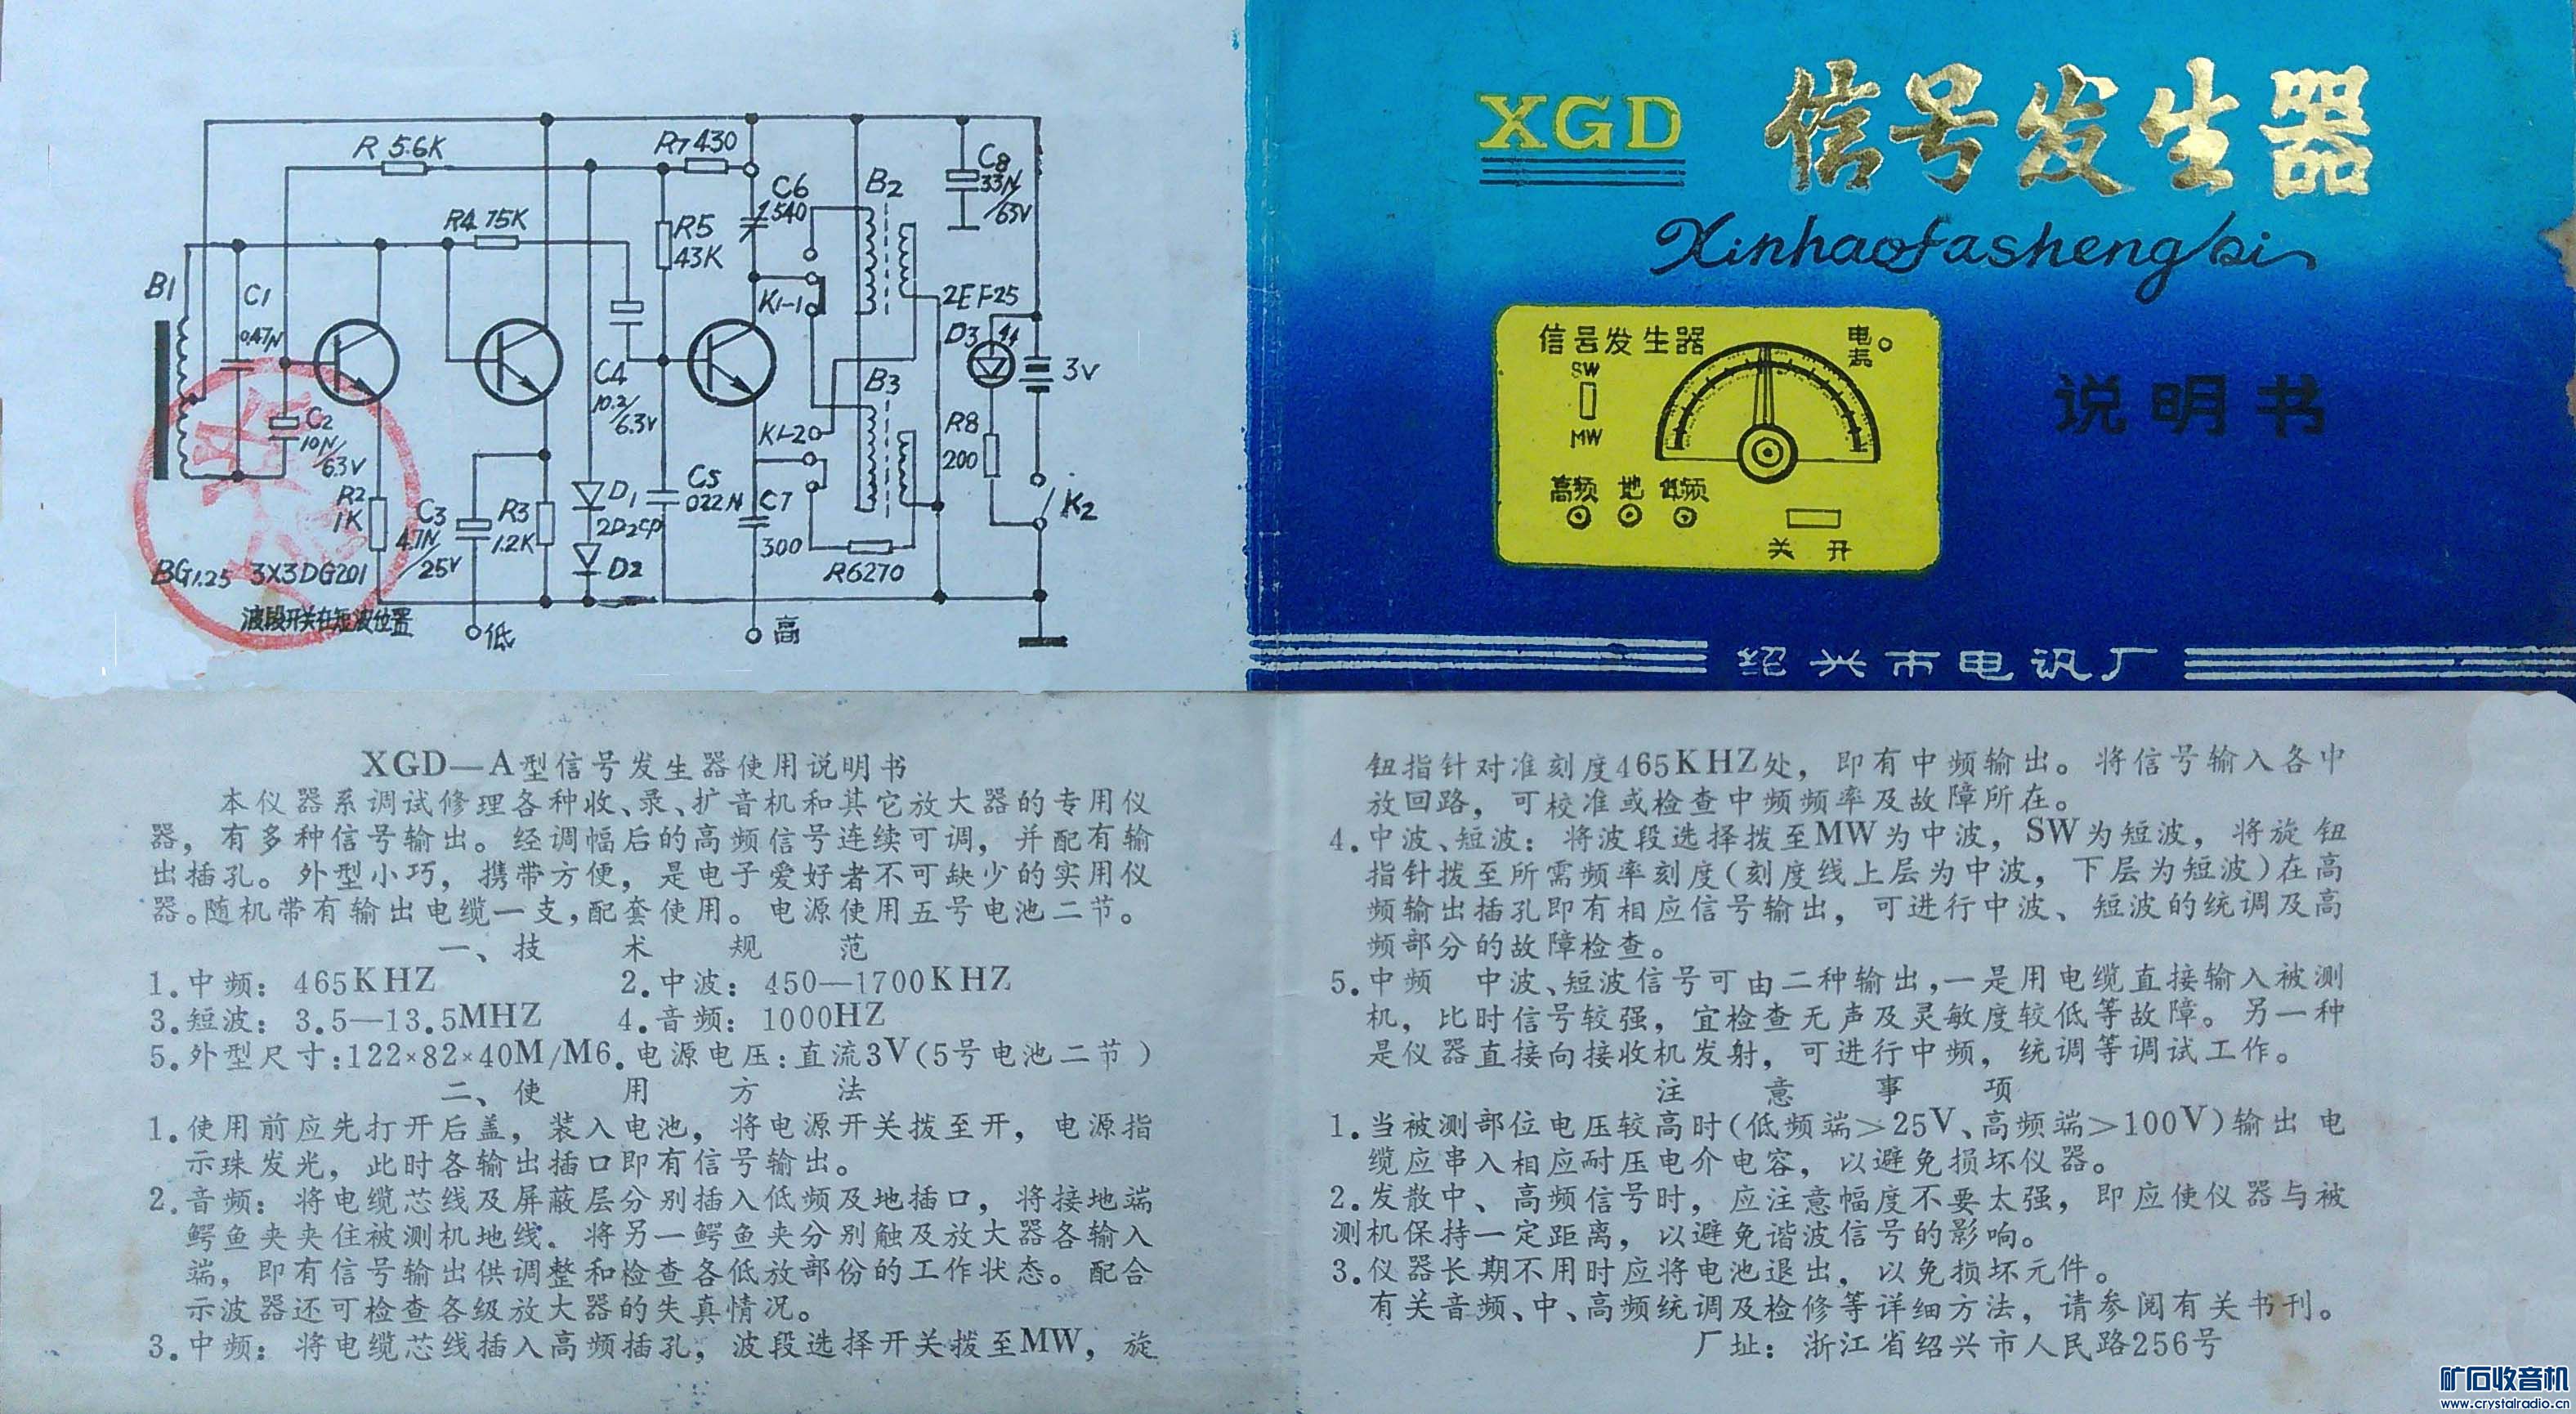 R 5.6K
R7 430
C6
540
B2
C8
33N
/63V
R4 75K
R5
43K
B1
C1
0.47N
K1-1
2EF25
D3
3V
C4
10.2/
6.3V
B3
C2
10N/
63V
K1-2
R8
200
R2
1K
C3
4.7N
/25V
R3
1.2K
D1
2D2CP
D2
C5
022N
C7
300
R6270
K2
BG1.25 3X3DG201
波段开关在短波位置
低
高
XGD 信号发生器
Xinhaofashengqi
说明书
信号发生器
电源
SW
MW
高频 地 低频
关 开
绍兴市电讯厂
XGD—A型信号发生器使用说明书
本仪器系调试修理各种收、录、扩音机和其它放大器的专用仪
器，有多种信号输出。经调幅后的高频信号连续可调，并配有输
出插孔。外型小巧，携带方便，是电子爱好者不可缺少的实用仪
器。随机带有输出电缆一支，配套使用。电源使用五号电池二节。
一、技术规范
1.中频：465KHZ 2.中波：450—1700KHZ
3.短波：3.5—13.5MHZ 4.音频：1000HZ
5.外型尺寸：122×82×40M/M6.电源电压：直流3V(5号电池二节)
二、使用方法
1.使用前应先打开后盖，装入电池，将电源开关拨至开，电源指
示珠发光，此时各输出插口即有信号输出。
2.音频：将电缆芯线及屏蔽层分别插入低频及地插口，将接地端
鳄鱼夹夹住被测机地线．将另一鳄鱼夹分别触及放大器各输入
端，即有信号输出供调整和检查各低放部份的工作状态。配合
示波器还可检查各级放大器的失真情况。
3.中频：将电缆芯线插入高频插孔，波段选择开关拨至MW，旋
钮指针对准刻度465KHZ处，即有中频输出。将信号输入各中
放回路，可校准或检查中频频率及故障所在。
4.中波、短波：将波段选择拨至MW为中波，SW为短波，将旋钮
指针拨至所需频率刻度(刻度线上层为中波，下层为短波)在高
频输出插孔即有相应信号输出，可进行中波、短波的统调及高
频部分的故障检查。
5.中频 中波、短波信号可由二种输出，一是用电缆直接输入被测
机，比时信号较强，宜检查无声及灵敏度较低等故障。另一种
是仪器直接向接收机发射，可进行中频，统调等调试工作。
注意事项
1.当被测部位电压较高时(低频端>25V、高频端>100V)输出电
缆应串入相应耐压电介电容，以避免损坏仪器。
2.发散中、高频信号时，应注意幅度不要太强，即应使仪器与被
测机保持一定距离，以避免谐波信号的影响。
3.仪器长期不用时应将电池退出，以免损坏元件。
有关音频、中、高频统调及检修等详细方法，请参阅有关书刊。
厂址：浙江省绍兴市人民路256号
矿石收音机
www.crystalradio.cn